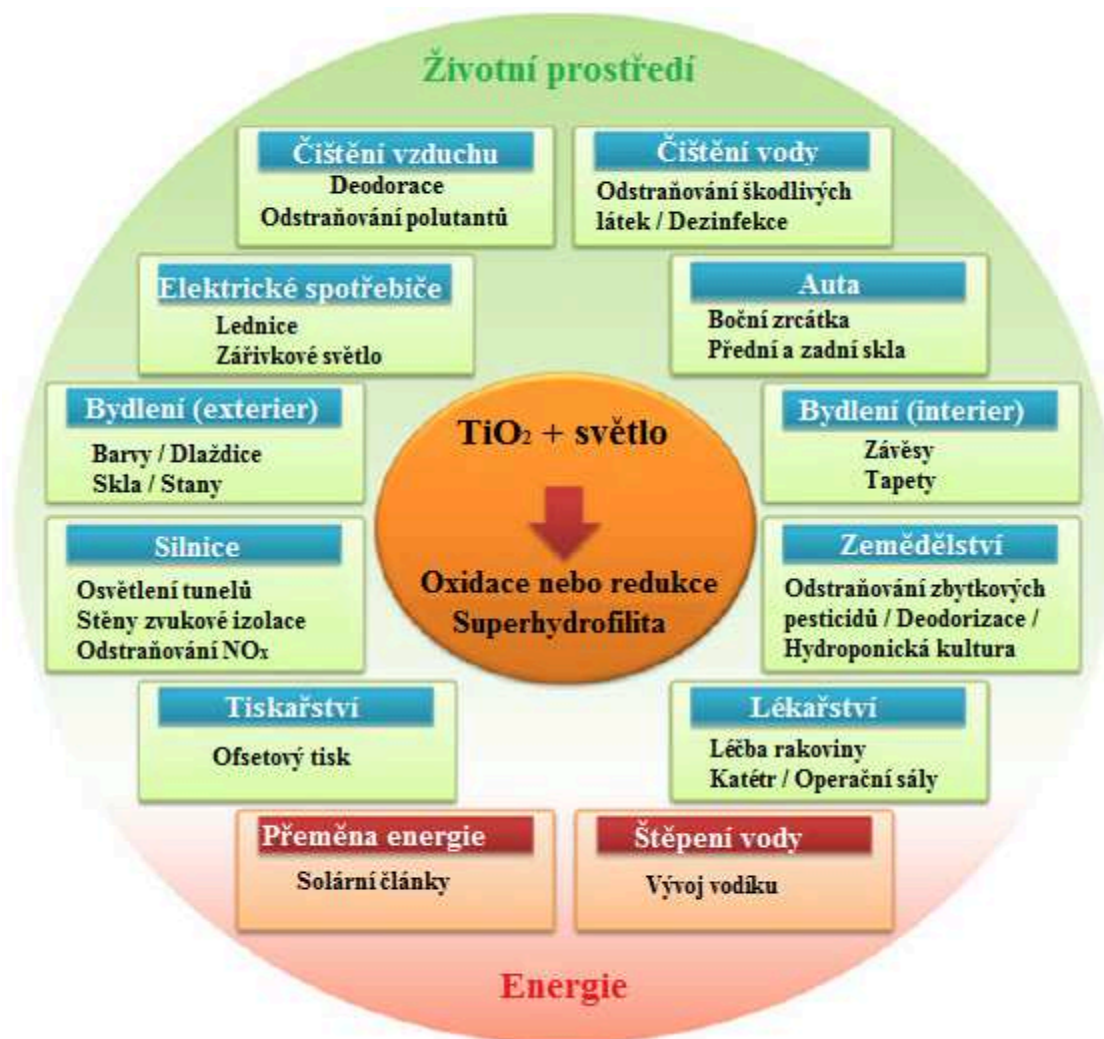 Životní prostředí
Čištění vzduchu
Deodorace
Odstraňování polutantů
Čištění vody
Odstraňování škodlivých
látek / Dezinfekce
Elektrické spotřebiče
Lednice
Zářivkové světlo
Auta
Boční zrcátka
Přední a zadní skla
Bydlení (exterier)
Barvy / Dlaždice
Skla / Stany
TiO₂ + světlo
Oxidace nebo redukce
Superhydrofilita
Bydlení (interier)
Závěsy
Tapety
Silnice
Osvětlení tunelů
Stěny zvukové izolace
Odstraňování NOₓ
Zemědělství
Odstraňování zbytkových
pesticidů / Deodorizace /
Hydroponická kultura
Tiskařství
Ofsetový tisk
Lékařství
Léčba rakoviny
Katétr / Operační sály
Přeměna energie
Solární články
Štěpení vody
Vývoj vodíku
Energie